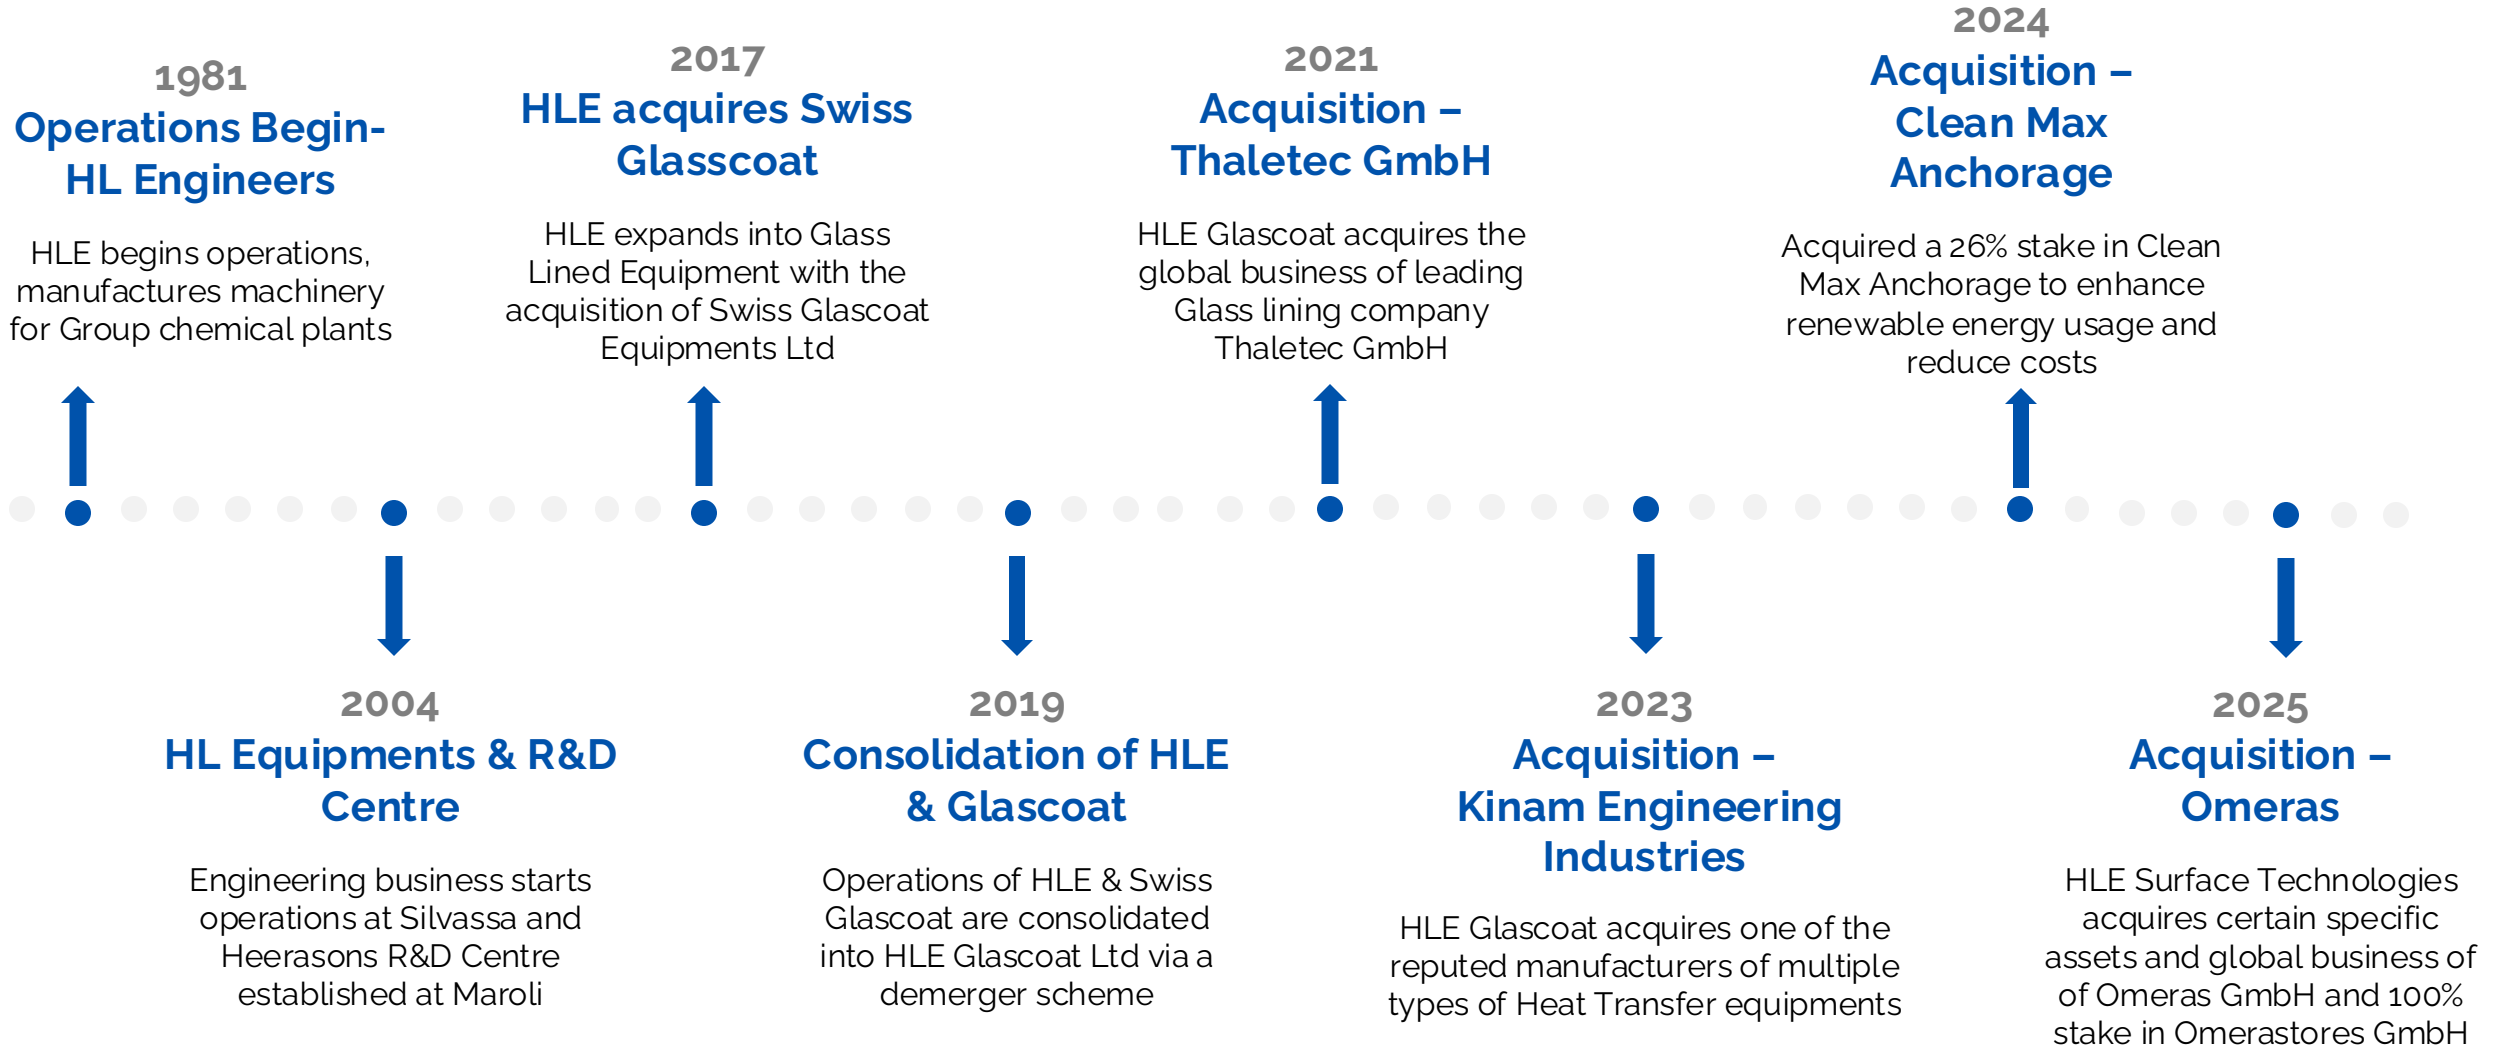 1981
Operations Begin-
HL Engineers
HLE begins operations,
manufactures machinery
for Group chemical plants
2017
HLE acquires Swiss
Glasscoat
HLE expands into Glass
Lined Equipment with the
acquisition of Swiss Glascoat
Equipments Ltd
2021
Acquisition –
Thaletec GmbH
HLE Glascoat acquires the
global business of leading
Glass lining company
Thaletec GmbH
2024
Acquisition –
Clean Max
Anchorage
Acquired a 26% stake in Clean
Max Anchorage to enhance
renewable energy usage and
reduce costs
2004
HL Equipments & R&D
Centre
Engineering business starts
operations at Silvassa and
Heerasons R&D Centre
established at Maroli
2019
Consolidation of HLE
& Glascoat
Operations of HLE & Swiss
Glascoat are consolidated
into HLE Glascoat Ltd via a
demerger scheme
2023
Acquisition –
Kinam Engineering
Industries
HLE Glascoat acquires one of the
reputed manufacturers of multiple
types of Heat Transfer equipments
2025
Acquisition –
Omeras
HLE Surface Technologies
acquires certain specific
assets and global business of
of Omeras GmbH and 100%
stake in Omerastores GmbH